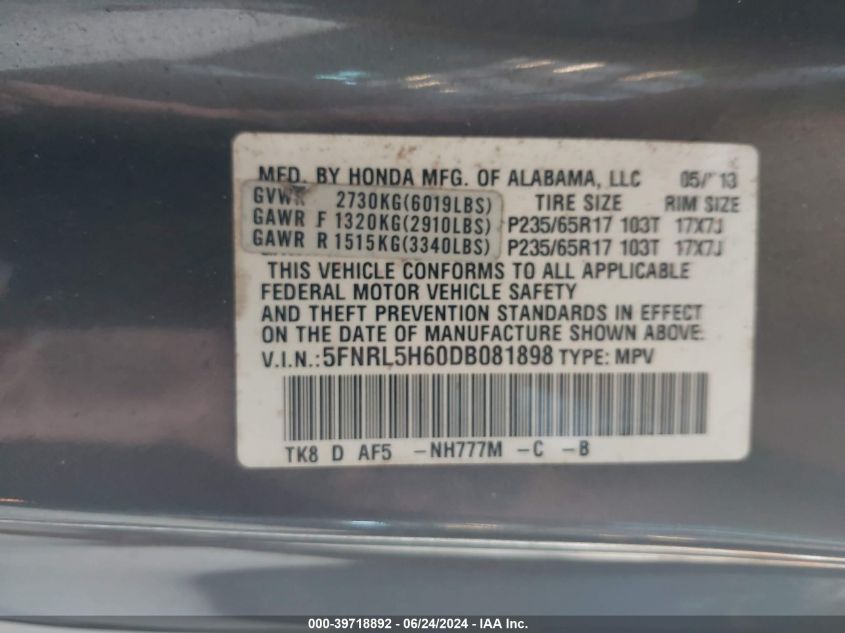 MFD. BY HONDA MFG. OF ALABAMA, LLC 05/ 13
GVWR 2730KG(6019LBS) TIRE SIZE RIM SIZE
GAWR F 1320KG(2910LBS) P235/65R17 103T 17X7J
GAWR R 1515KG(3340LBS) P235/65R17 103T 17X7J
THIS VEHICLE CONFORMS TO ALL APPLICABLE
FEDERAL MOTOR VEHICLE SAFETY
AND THEFT PREVENTION STANDARDS IN EFFECT
ON THE DATE OF MANUFACTURE SHOWN ABOVE.
V.I.N.:5FNRL5H60DB081898 TYPE: MPV
TK8 D AF5 -NH777M -C -B
000-39718892 - 06/24/2024 - IAA Inc.